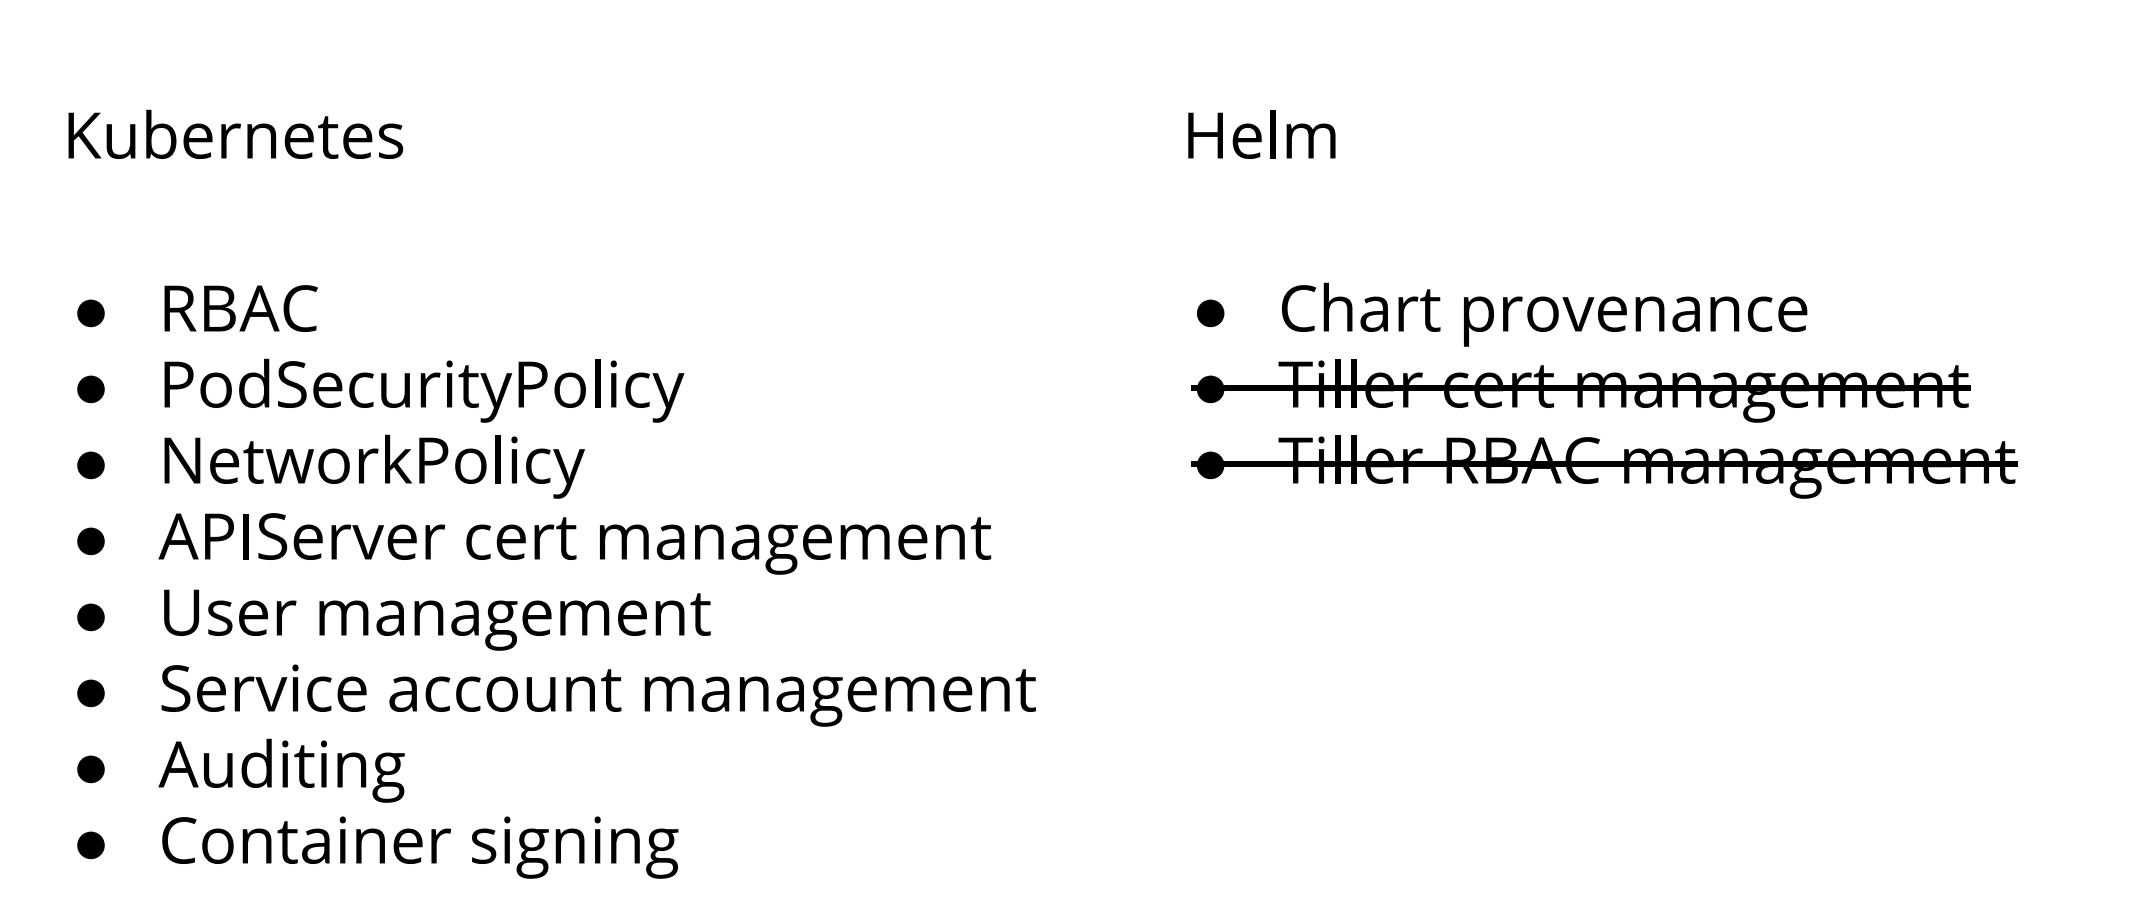 Kubernetes
● RBAC
● PodSecurityPolicy
● NetworkPolicy
● APIServer cert management
● User management
● Service account management
● Auditing
● Container signing
Helm
● Chart provenance
● Tiller cert management
● Tiller RBAC management